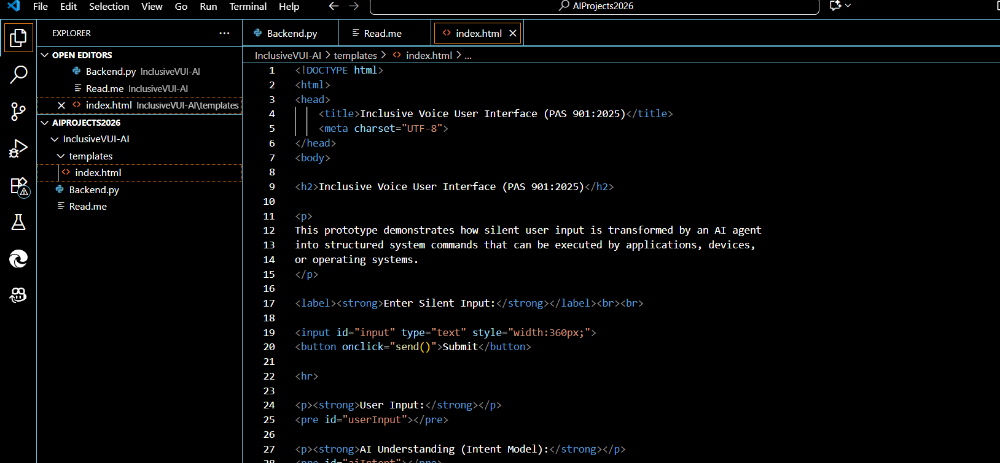 File Edit Selection View Go Run Terminal Help
AIProjects2026
EXPLORER
OPEN EDITORS
Backend.py InclusiveVUI-AI
Read.me InclusiveVUI-AI
index.html InclusiveVUI-AI\templates
AIPROJECTS2026
InclusiveVUI-AI
templates
index.html
Backend.py
Read.me
Backend.py Read.me index.html
InclusiveVUI-AI > templates > index.html > ...
1 <!DOCTYPE html>
2 <html>
3 <head>
4 <title>Inclusive Voice User Interface (PAS 901:2025)</title>
5 <meta charset="UTF-8">
6 </head>
7 <body>
8
9 <h2>Inclusive Voice User Interface (PAS 901:2025)</h2>
10
11 <p>
12 This prototype demonstrates how silent user input is transformed by an AI agent
13 into structured system commands that can be executed by applications, devices,
14 or operating systems.
15 </p>
16
17 <label><strong>Enter Silent Input:</strong></label><br><br>
18
19 <input id="input" type="text" style="width:360px;">
20 <button onclick="send()">Submit</button>
21
22 <hr>
23
24 <p><strong>User Input:</strong></p>
25 <pre id="userInput"></pre>
26
27 <p><strong>AI Understanding (Intent Model):</strong></p>
28 <pre id="aiIntent"></pre>